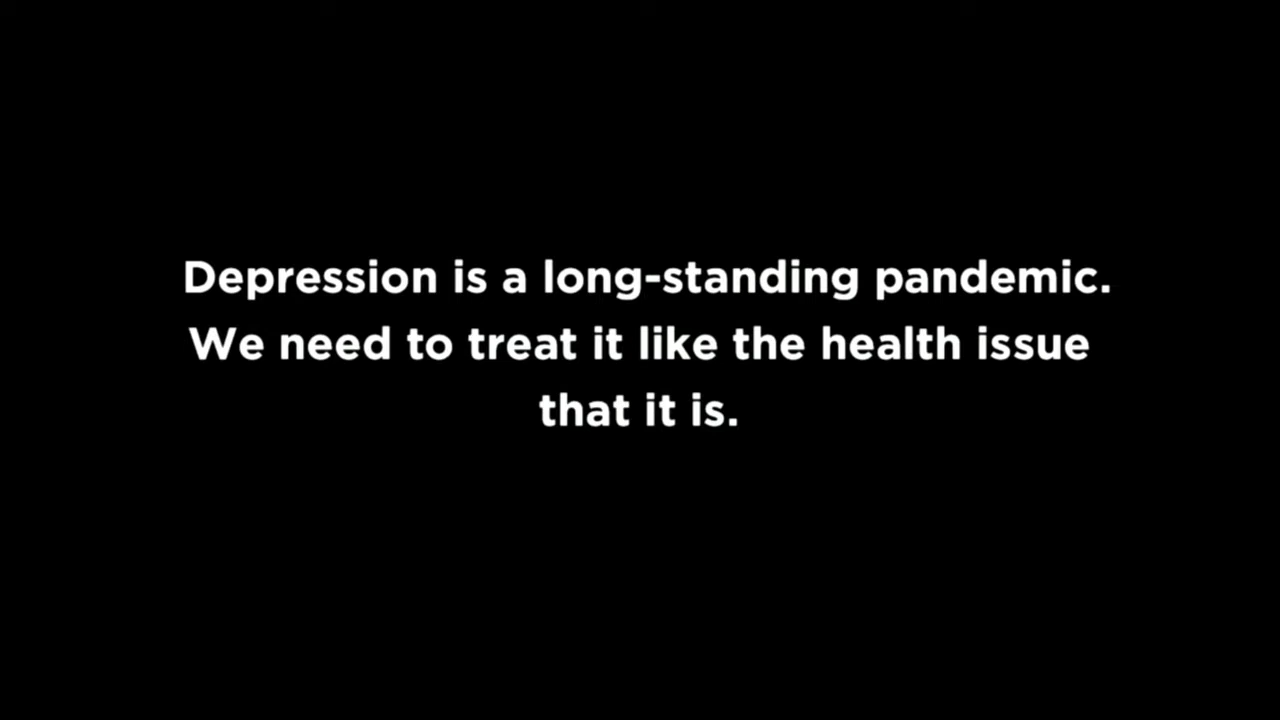 Depression is a long-standing pandemic.
We need to treat it like the health issue
that it is.